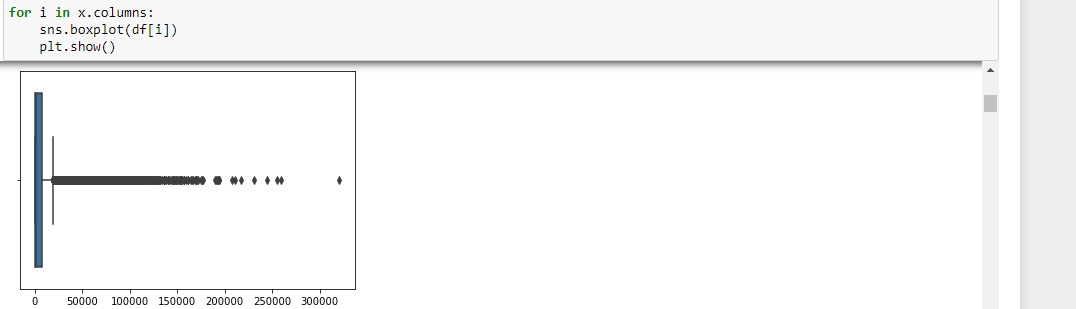 for i in x.columns:
    sns.boxplot(df[i])
    plt.show()
0 50000 100000 150000 200000 250000 300000